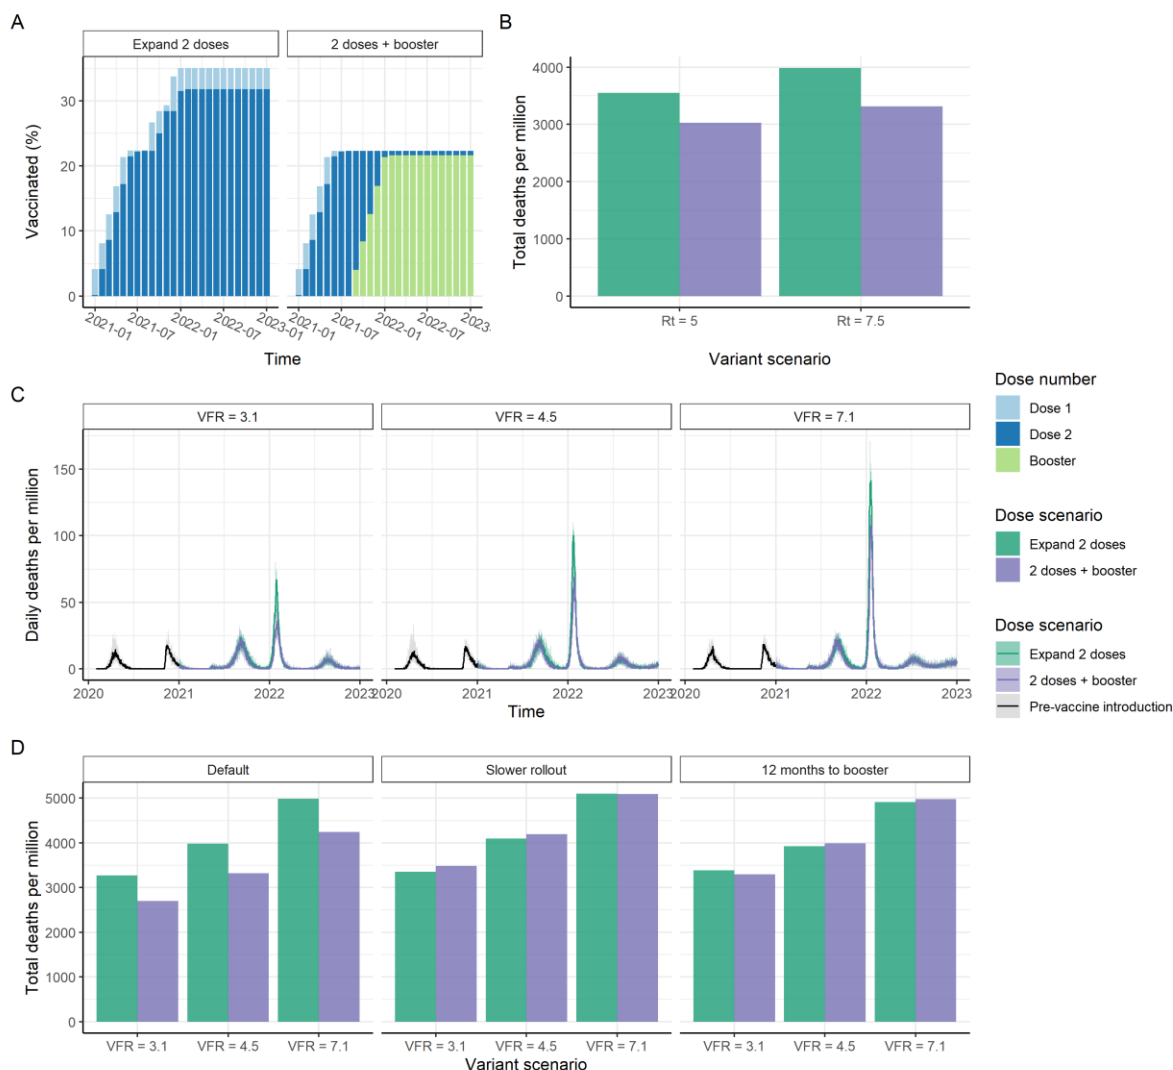 A
Expand 2 doses
2 doses + booster
Vaccinated (%)
30
20
10
0
2021-01
2021-07
2022-01
2022-07
2023-01
2021-01
2021-07
2022-01
2022-07
2023-
Time
B
Total deaths per million
4000
3000
2000
1000
0
Rt = 5
Rt = 7.5
Variant scenario
C
VFR = 3.1
VFR = 4.5
VFR = 7.1
Daily deaths per million
150
100
50
0
2020
2021
2022
2023
2020
2021
2022
2023
2020
2021
2022
2023
Time
Dose number
Dose 1
Dose 2
Booster
Dose scenario
Expand 2 doses
2 doses + booster
Dose scenario
Expand 2 doses
2 doses + booster
Pre-vaccine introduction
D
Default
Slower rollout
12 months to booster
Total deaths per million
5000
4000
3000
2000
1000
0
VFR = 3.1
VFR = 4.5
VFR = 7.1
VFR = 3.1
VFR = 4.5
VFR = 7.1
VFR = 3.1
VFR = 4.5
VFR = 7.1
Variant scenario